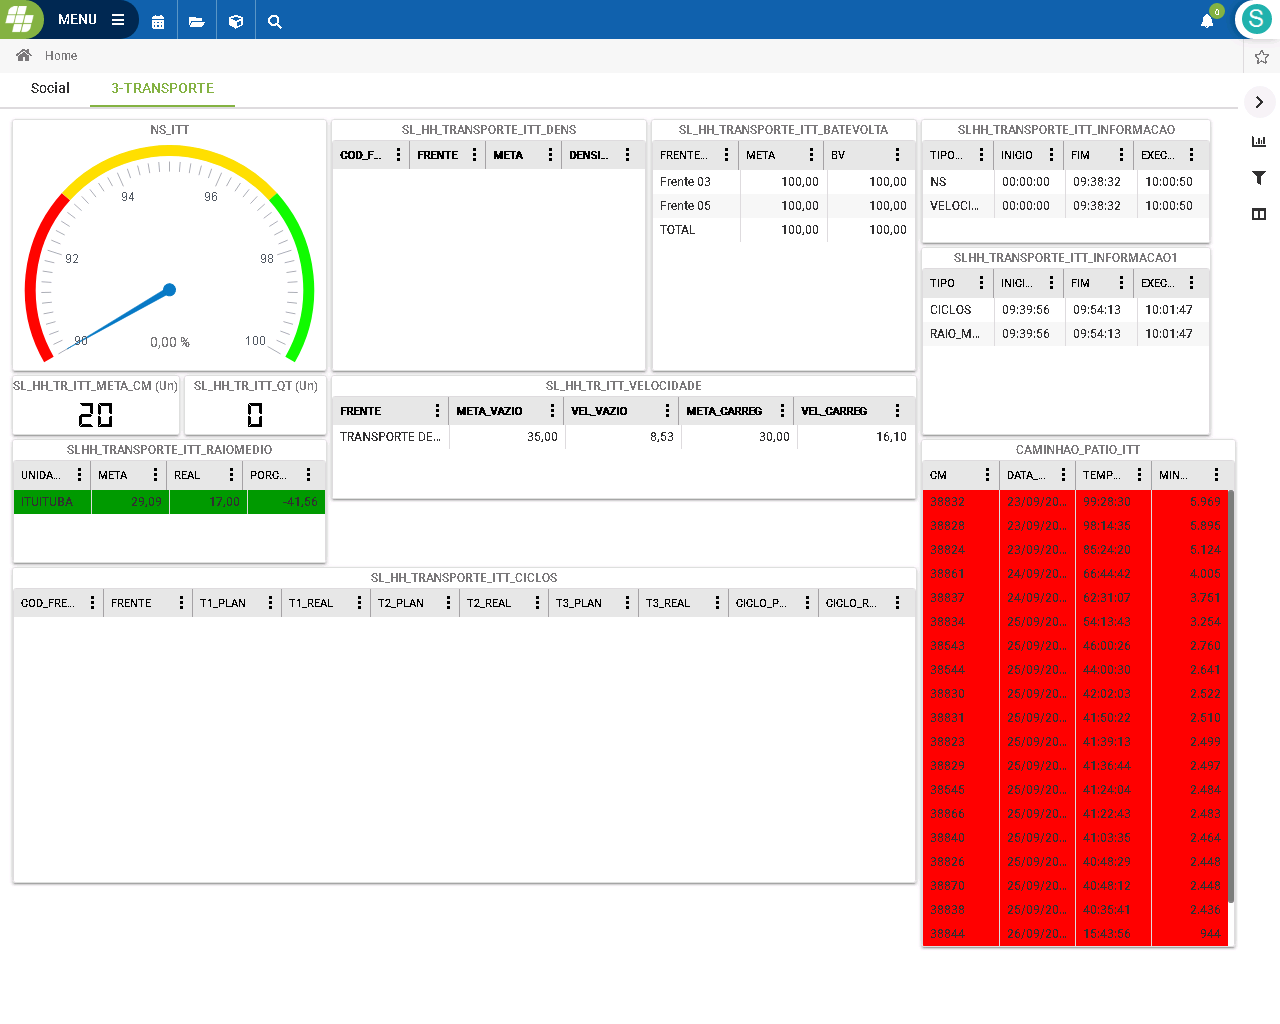 MENU
0
S
Home
Social
3-TRANSPORTE
NS_ITT
90
92
94
96
98
100
0,00 %
SL_HH_TRANSPORTE_ITT_DENS
COD_F... FRENTE META DENSI...
SL_HH_TRANSPORTE_ITT_BATEVOLTA
FRENTE... META BV
Frente 03 100,00 100,00
Frente 05 100,00 100,00
TOTAL 100,00 100,00
SLHH_TRANSPORTE_ITT_INFORMACAO
TIPO... INICIO FIM EXEC...
NS 00:00:00 09:38:32 10:00:50
VELOCI... 00:00:00 09:38:32 10:00:50
SLHH_TRANSPORTE_ITT_INFORMACAO1
TIPO INICI... FIM EXEC...
CICLOS 09:39:56 09:54:13 10:01:47
RAIO_M... 09:39:56 09:54:13 10:01:47
SL_HH_TR_ITT_META_CM (Un)
20
SL_HH_TR_ITT_QT (Un)
0
SL_HH_TR_ITT_VELOCIDADE
FRENTE META_VAZIO VEL_VAZIO META_CARREG VEL_CARREG
TRANSPORTE DE... 35,00 8,53 30,00 16,10
SLHH_TRANSPORTE_ITT_RAIOMEDIO
UNIDA... META REAL PORC...
ITUITUBA 29,09 17,00 -41,56
SL_HH_TRANSPORTE_ITT_CICLOS
COD_FRE... FRENTE T1_PLAN T1_REAL T2_PLAN T2_REAL T3_PLAN T3_REAL CICLO_P... CICLO_R...
CAMINHAO_PATIO_ITT
CM DATA_... TEMP... MIN...
38832 23/09/20... 99:28:30 5.969
38828 23/09/20... 98:14:35 5.895
38824 23/09/20... 85:24:20 5.124
38861 24/09/20... 66:44:42 4.005
38837 24/09/20... 62:31:07 3.751
38834 25/09/20... 54:13:43 3.254
38543 25/09/20... 46:00:26 2.760
38544 25/09/20... 44:00:30 2.641
38830 25/09/20... 42:02:03 2.522
38831 25/09/20... 41:50:22 2.510
38823 25/09/20... 41:39:13 2.499
38829 25/09/20... 41:36:44 2.497
38545 25/09/20... 41:24:04 2.484
38866 25/09/20... 41:22:43 2.483
38840 25/09/20... 41:03:35 2.464
38826 25/09/20... 40:48:29 2.448
38870 25/09/20... 40:48:12 2.448
38838 25/09/20... 40:35:41 2.436
38844 26/09/20... 15:43:56 944